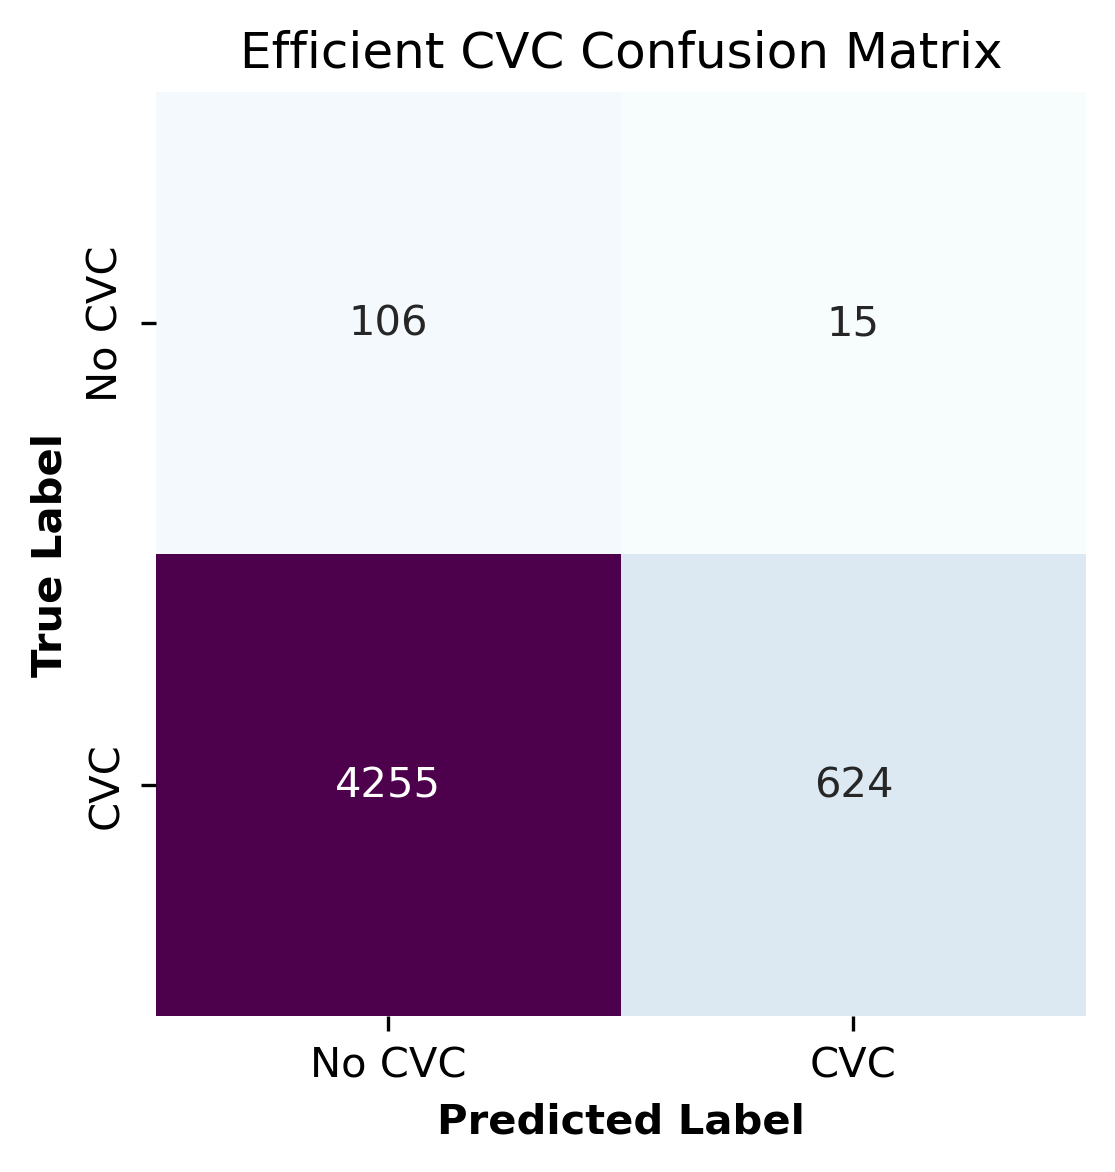 Efficient CVC Confusion Matrix
True Label
No CVC
106
15
CVC
4255
624
No CVC
CVC
Predicted Label